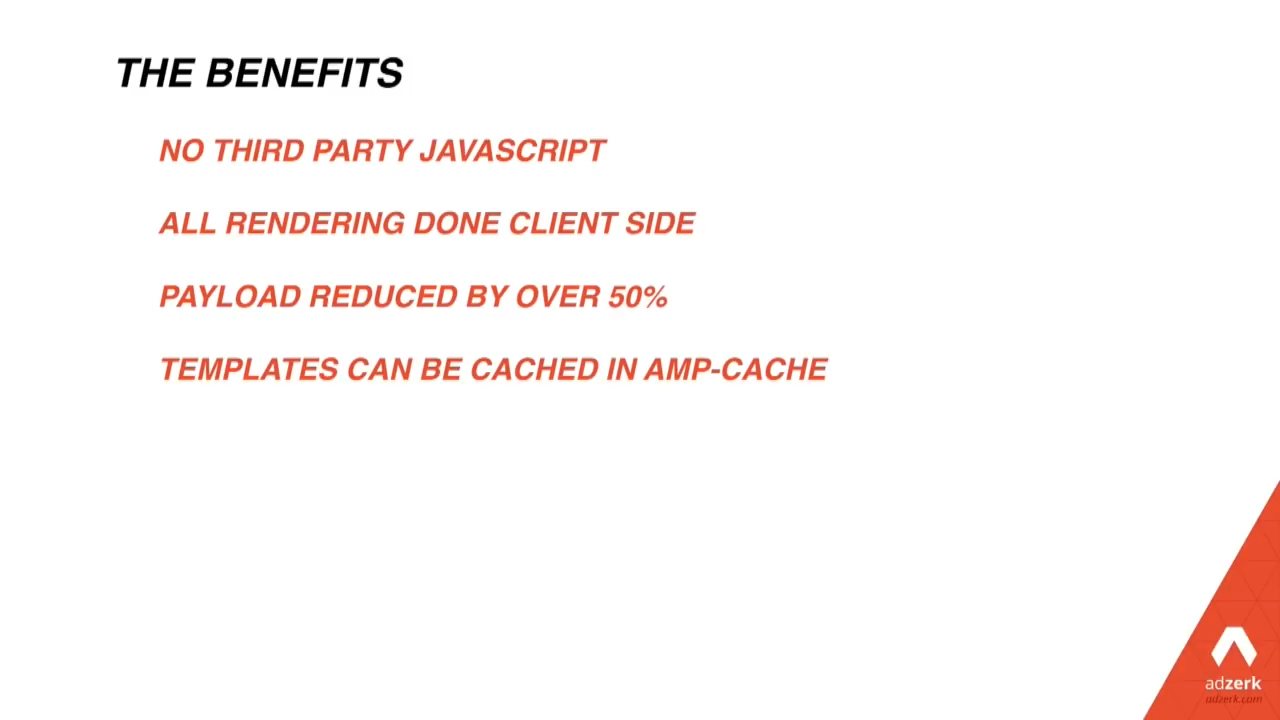 THE BENEFITS
NO THIRD PARTY JAVASCRIPT
ALL RENDERING DONE CLIENT SIDE
PAYLOAD REDUCED BY OVER 50%
TEMPLATES CAN BE CACHED IN AMP-CACHE
adzerk
adzerk.com